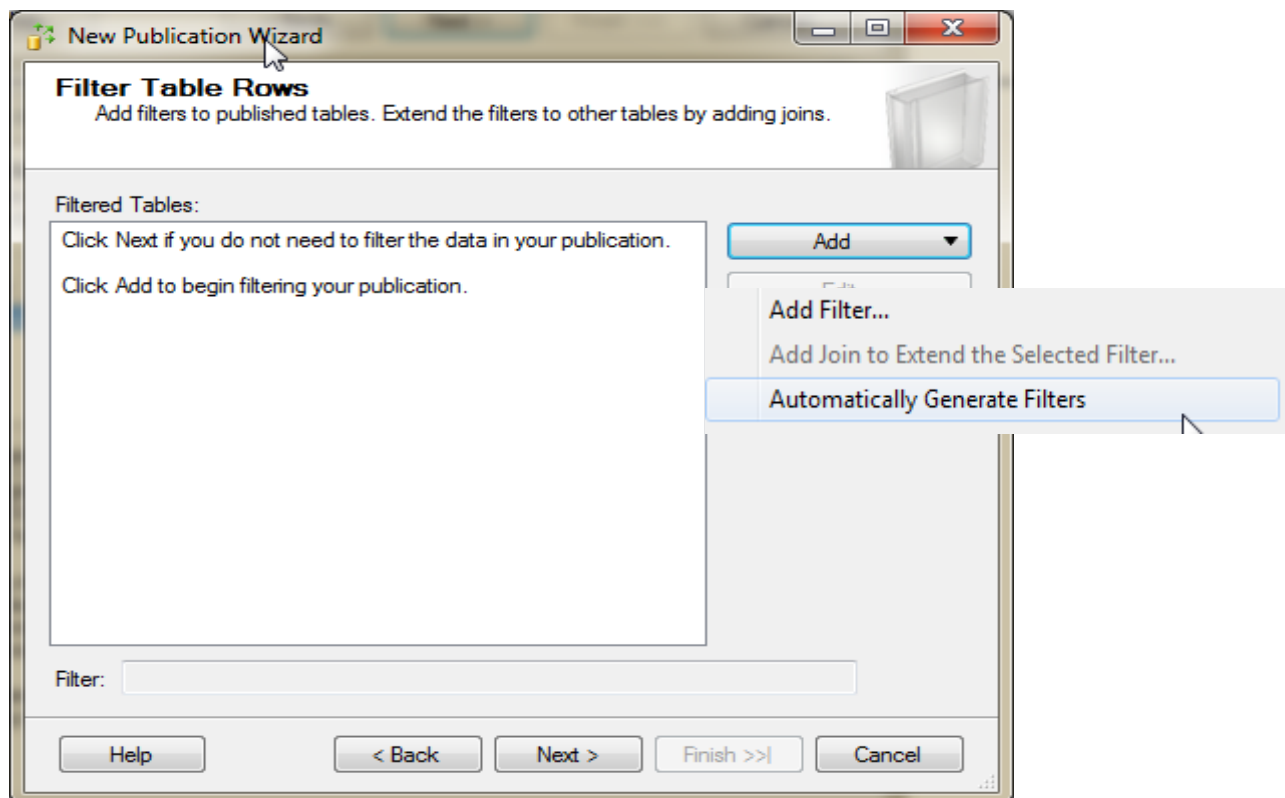 New Publication Wizard
Filter Table Rows
Add filters to published tables. Extend the filters to other tables by adding joins.
Filtered Tables:
Click Next if you do not need to filter the data in your publication.
Click Add to begin filtering your publication.
Add
Add Filter...
Add Join to Extend the Selected Filter...
Automatically Generate Filters
Filter:
Help
< Back
Next >
Finish >>|
Cancel